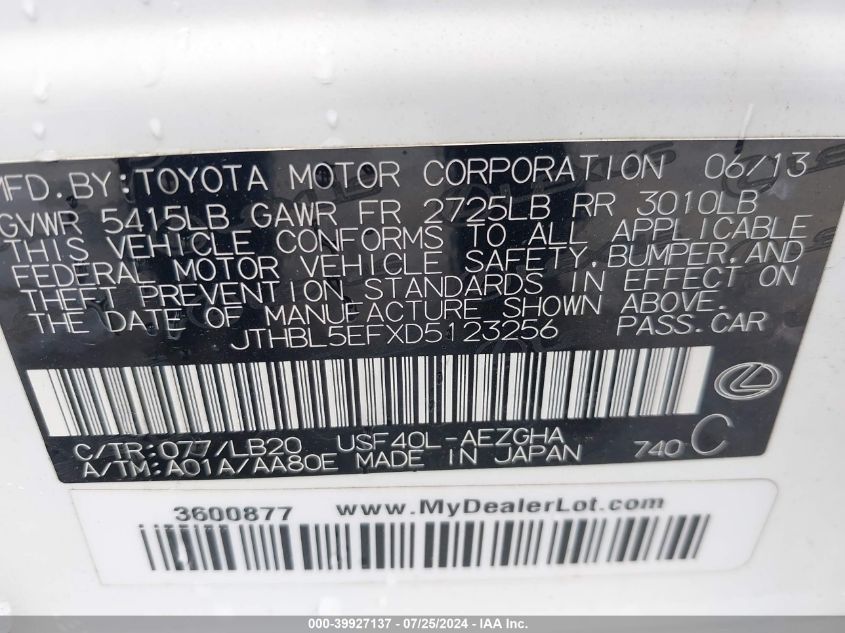 MFD. BY: TOYOTA MOTOR CORPORATION 06/13
GVWR 5415LB GAWR FR 2725LB RR 3010LB
THIS VEHICLE CONFORMS TO ALL APPLICABLE
FEDERAL MOTOR VEHICLE SAFETY, BUMPER, AND
THEFT PREVENTION STANDARDS IN EFFECT ON
THE DATE OF MANUFACTURE SHOWN ABOVE.
JTHBL5EFXD5123256 PASS. CAR
C/TR: 077/LB20 USF40L-AEZGHA 740 C
A/TM: A01A/AA80E MADE IN JAPAN
3600877 www.MyDealerLot.com
000-39927137 - 07/25/2024 - IAA Inc.